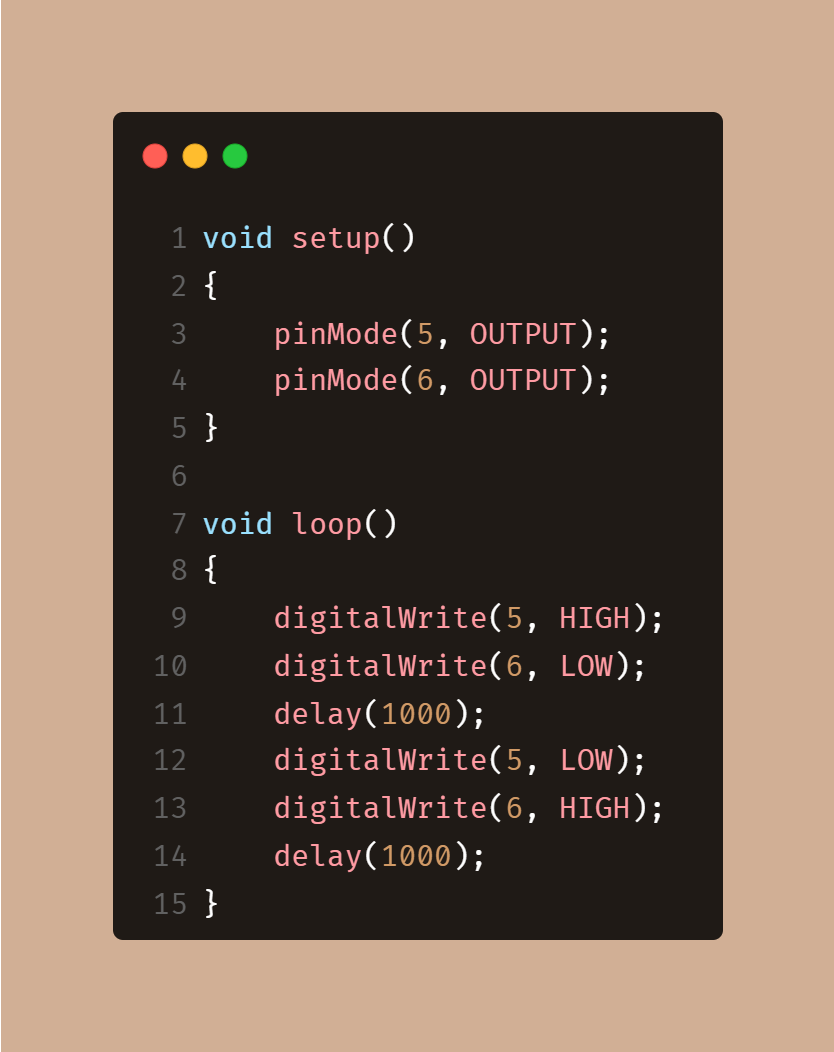 1 void setup()
2 {
3     pinMode(5, OUTPUT);
4     pinMode(6, OUTPUT);
5 }
6
7 void loop()
8 {
9     digitalWrite(5, HIGH);
10     digitalWrite(6, LOW);
11     delay(1000);
12     digitalWrite(5, LOW);
13     digitalWrite(6, HIGH);
14     delay(1000);
15 }